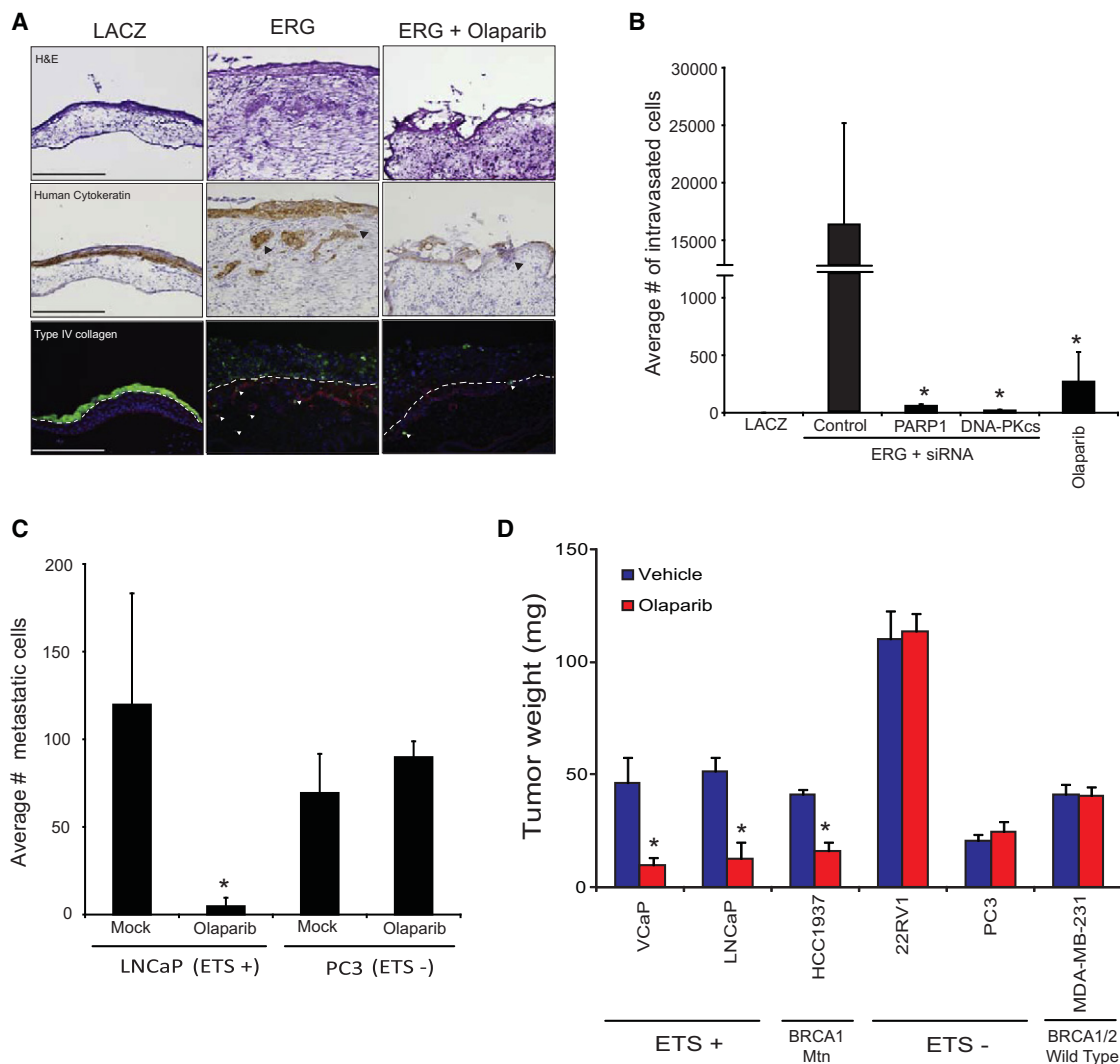 A
LACZ
ERG
ERG + Olaparib
H&E
Human Cytokeratin
Type IV collagen
B
Average # of intravasated cells
30000
25000
20000
15000
1000
500
0
LACZ
Control
PARP1
DNA-PKcs
Olaparib
*
*
*
ERG + siRNA
C
Average # metastatic cells
200
150
100
50
0
*
Mock
Olaparib
Mock
Olaparib
LNCaP (ETS +)
PC3 (ETS -)
D
Tumor weight (mg)
150
100
50
0
Vehicle
Olaparib
*
*
*
VCaP
LNCaP
HCC1937
22RV1
PC3
MDA-MB-231
ETS +
BRCA1
Mtn
ETS -
BRCA1/2
Wild Type